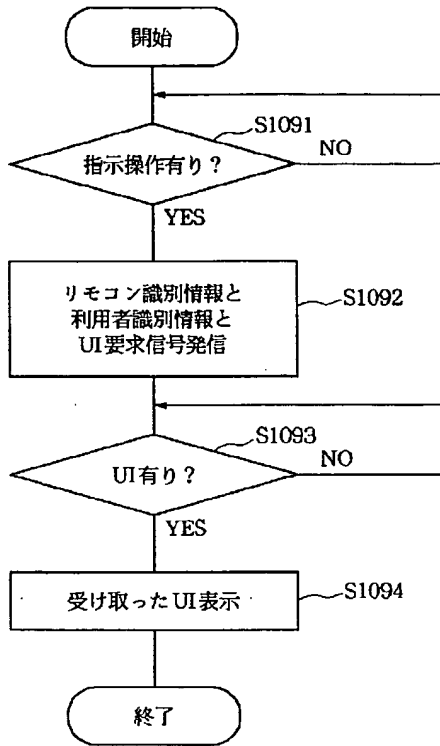 開始
S1091
指示操作有り?
NO
YES
リモコン識別情報と
利用者識別情報と
UI要求信号発信
S1092
S1093
UI有り?
NO
YES
受け取ったUI表示
S1094
終了